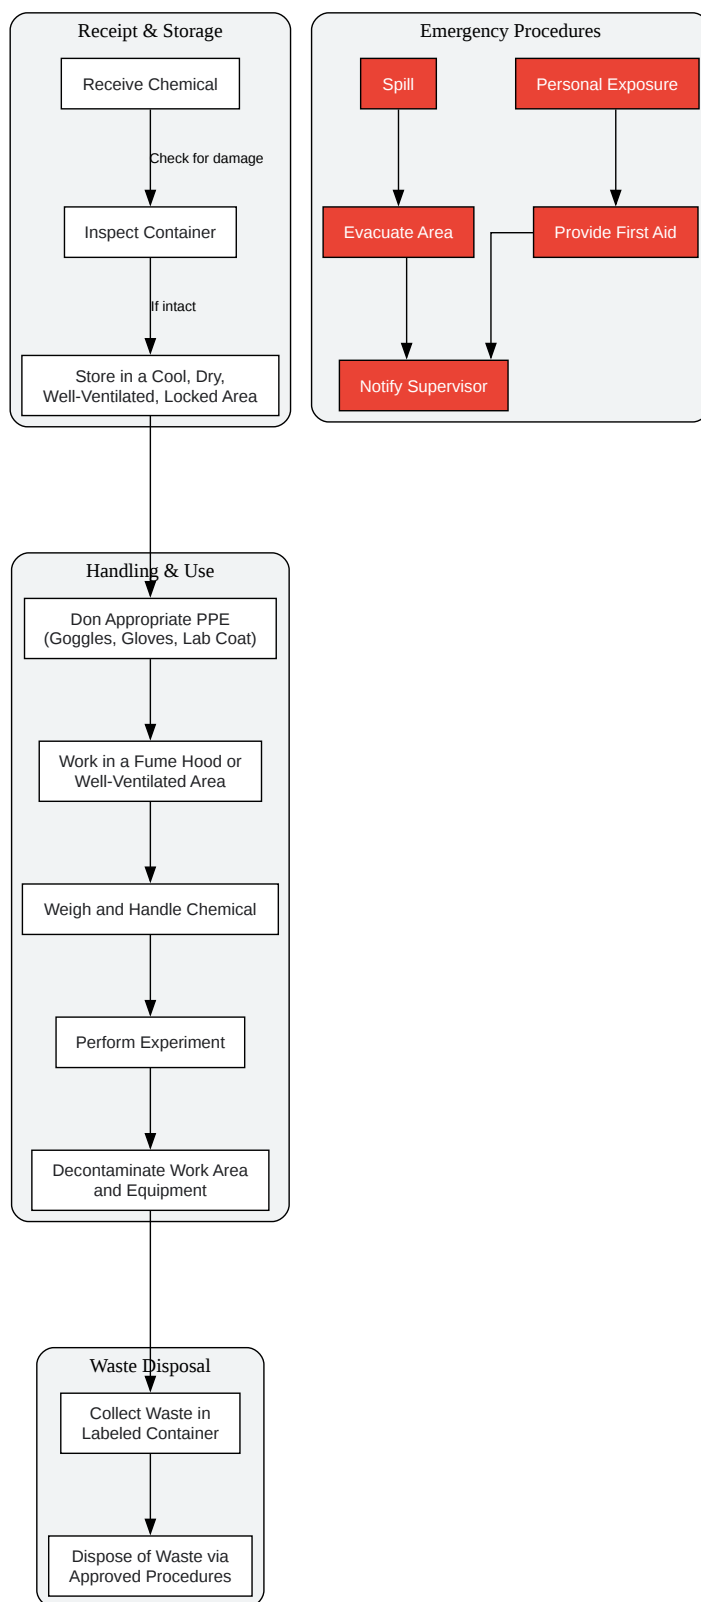 Receipt & Storage
Receive Chemical
Check for damage
Inspect Container
If intact
Store in a Cool, Dry,
Well-Ventilated, Locked Area
Emergency Procedures
Spill
Personal Exposure
Evacuate Area
Provide First Aid
Notify Supervisor
Handling & Use
Don Appropriate PPE
(Goggles, Gloves, Lab Coat)
Work in a Fume Hood or
Well-Ventilated Area
Weigh and Handle Chemical
Perform Experiment
Decontaminate Work Area
and Equipment
Waste Disposal
Collect Waste in
Labeled Container
Dispose of Waste via
Approved Procedures